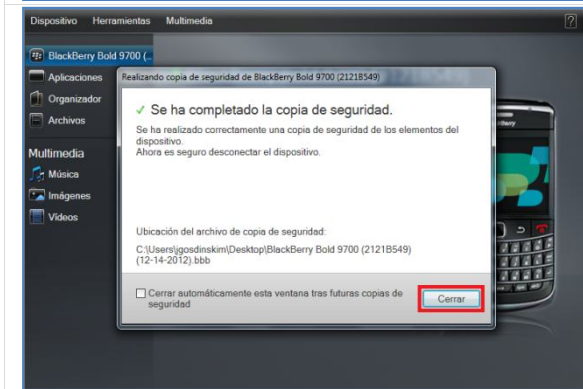 Dispositivo Herramientas Multimedia ?
BlackBerry Bold 9700 (...
Aplicaciones
Organizador
Archivos
Multimedia
Música
Imágenes
Vídeos
Realizando copia de seguridad de BlackBerry Bold 9700 (2121B549)
Se ha completado la copia de seguridad.
Se ha realizado correctamente una copia de seguridad de los elementos del
dispositivo.
Ahora es seguro desconectar el dispositivo.
Ubicación del archivo de copia de seguridad:
C:\Users\jgosdinskim\Desktop\BlackBerry Bold 9700 (2121B549)
(12-14-2012).bbb
Cerrar automáticamente esta ventana tras futuras copias de
seguridad
Cerrar